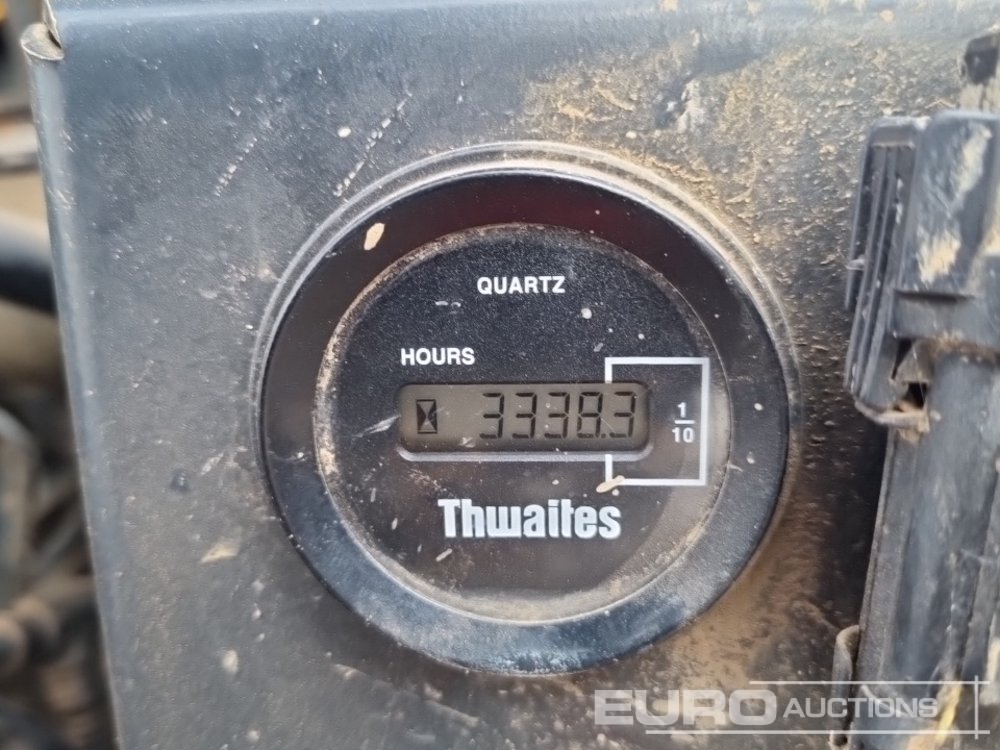 QUARTZ
HOURS
3338.3
1
10
Thwaites
EURO AUCTIONS